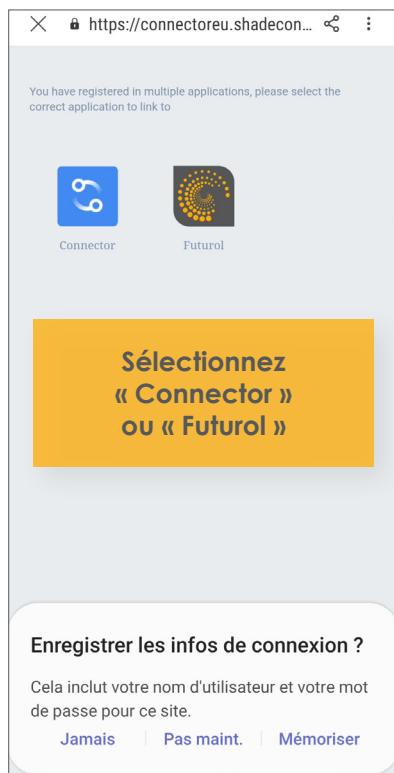 https://connectoreu.shadecon...
You have registered in multiple applications, please select the
correct application to link to
Connector
Futurol
Sélectionnez
« Connector »
ou « Futurol »
Enregistrer les infos de connexion ?
Cela inclut votre nom d'utilisateur et votre mot
de passe pour ce site.
Jamais
Pas maint.
Mémoriser